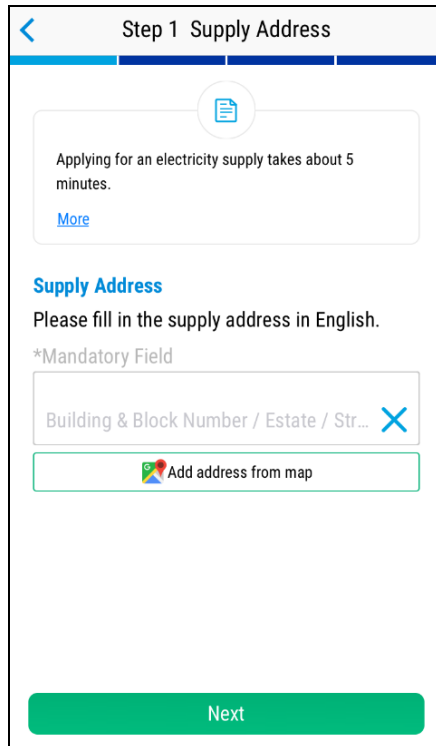 Step 1 Supply Address
Applying for an electricity supply takes about 5
minutes.
More
Supply Address
Please fill in the supply address in English.
*Mandatory Field
Building & Block Number / Estate / Str...
Add address from map
Next